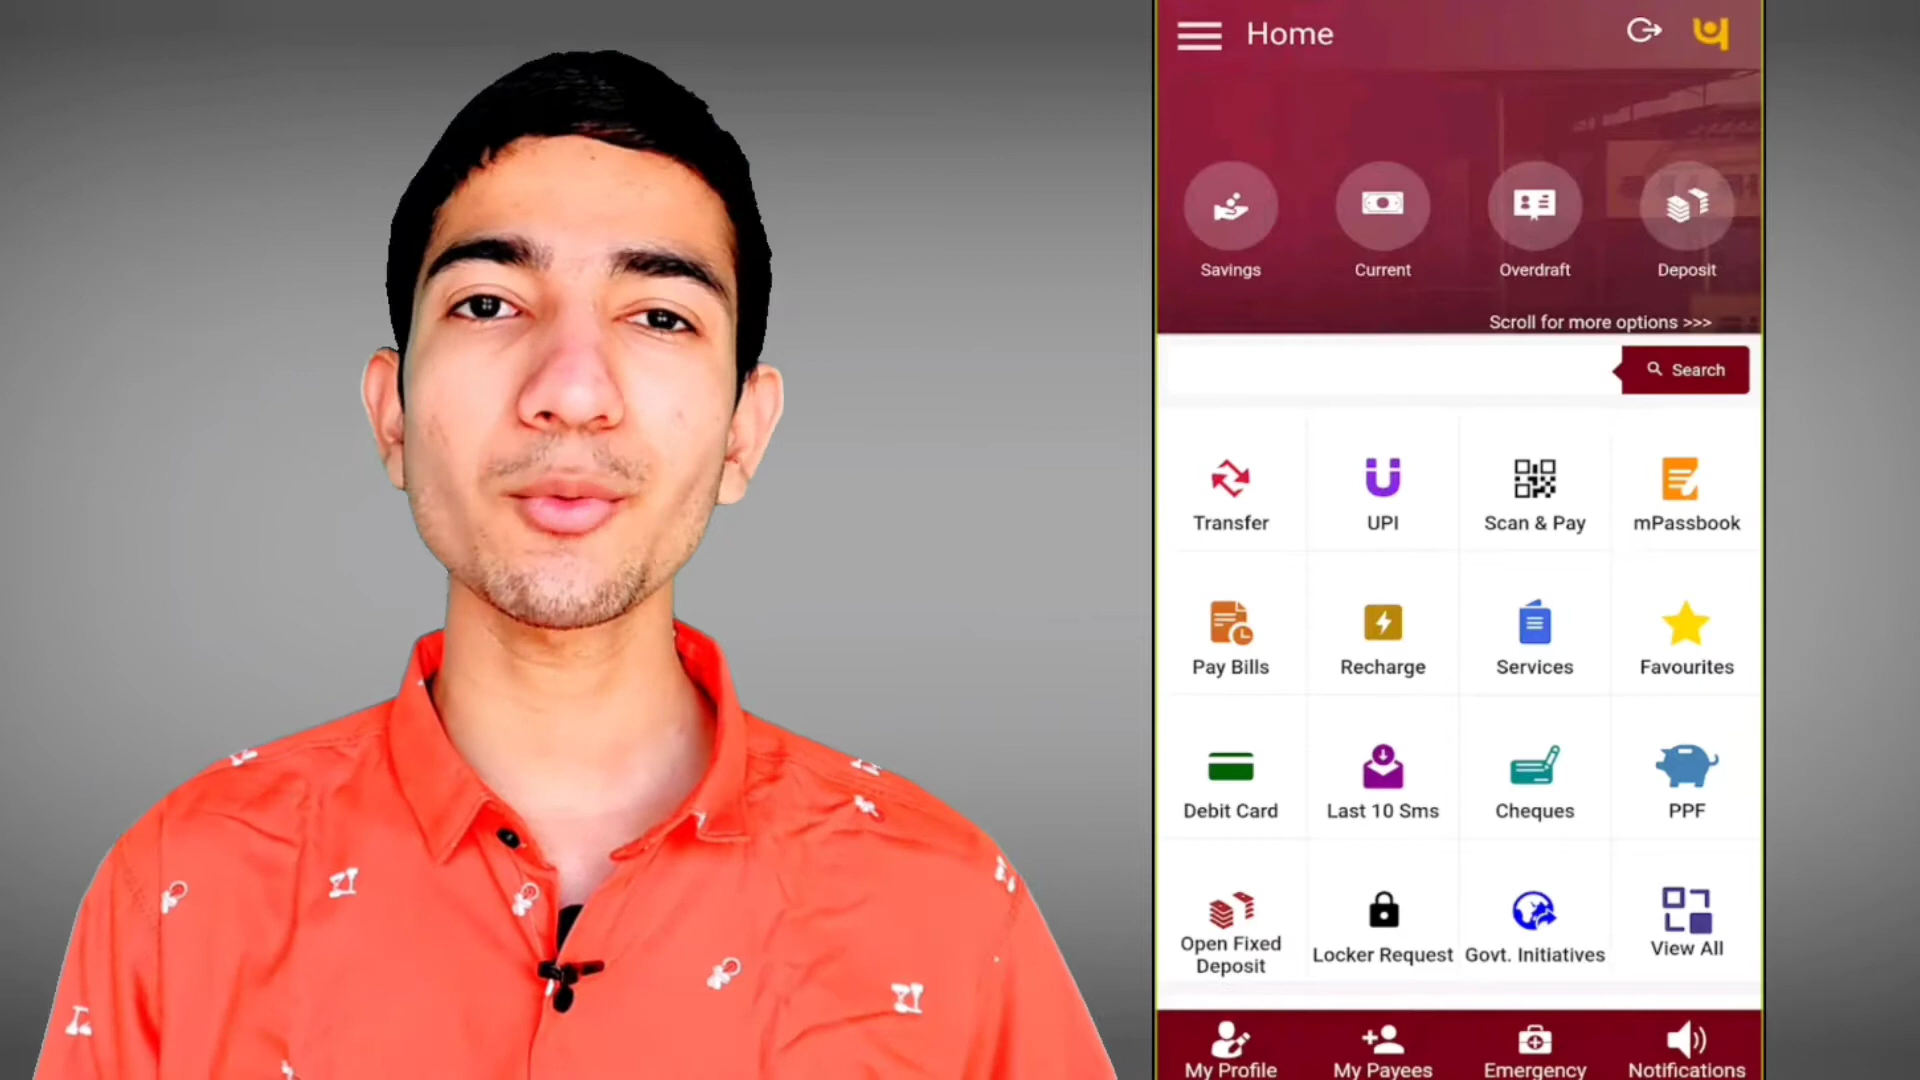 Home
Savings
Current
Overdraft
Deposit
Scroll for more options >>>
Search
Transfer
UPI
Scan & Pay
mPassbook
Pay Bills
Recharge
Services
Favourites
Debit Card
Last 10 Sms
Cheques
PPF
Open Fixed
Deposit
Locker Request
Govt. Initiatives
View All
My Profile
My Payees
Emergency
Notifications